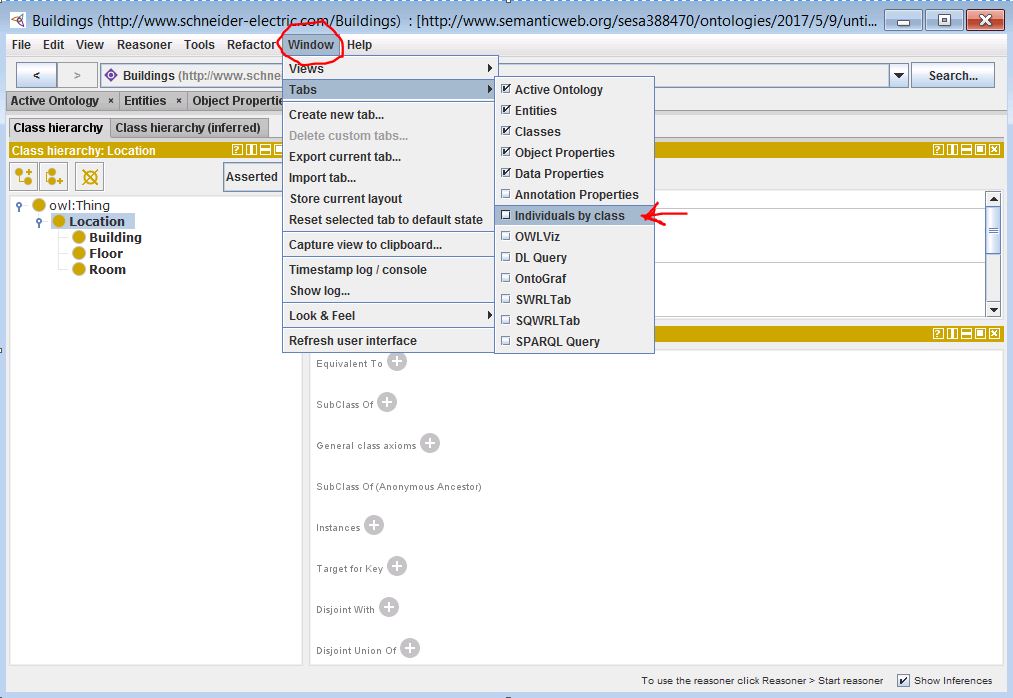 Buildings (http://www.schneider-electric.com/Buildings) : [http://www.semanticweb.org/sesa388470/ontologies/2017/5/9/unti...
File Edit View Reasoner Tools Refactor Window Help
< > Buildings (http://www.schne Search...
Active Ontology × Entities × Object Properti
Class hierarchy Class hierarchy (inferred)
Class hierarchy: Location
Asserted
owl:Thing
Location
Building
Floor
Room
Views
Tabs
Create new tab...
Delete custom tabs...
Export current tab...
Import tab...
Store current layout
Reset selected tab to default state
Capture view to clipboard...
Timestamp log / console
Show log...
Look & Feel
Refresh user interface
Active Ontology
Entities
Classes
Object Properties
Data Properties
Annotation Properties
Individuals by class
OWLViz
DL Query
OntoGraf
SWRLTab
SQWRLTab
SPARQL Query
Equivalent To
SubClass Of
General class axioms
SubClass Of (Anonymous Ancestor)
Instances
Target for Key
Disjoint With
Disjoint Union Of
To use the reasoner click Reasoner > Start reasoner Show Inferences